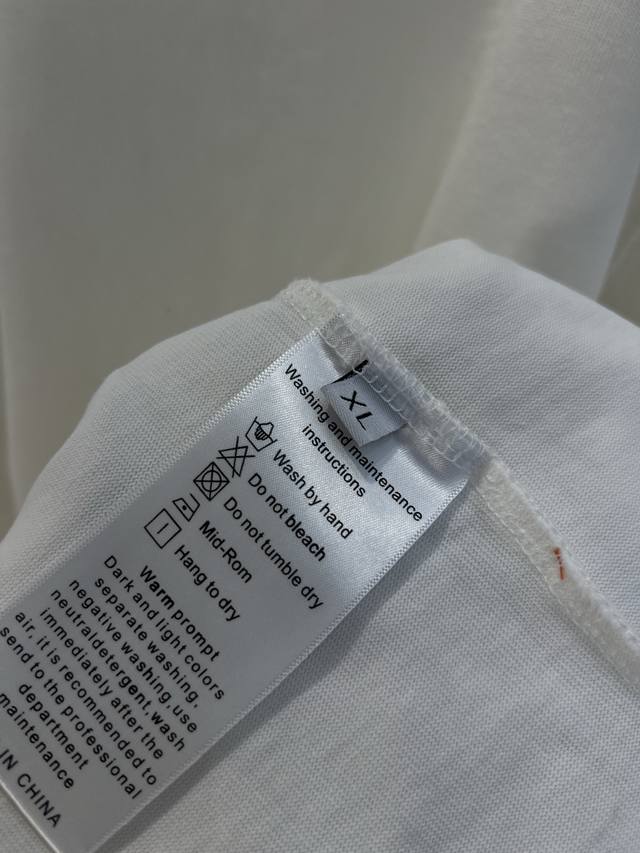 XL
Washing and maintenance
instructions
Wash by hand
Do not bleach
Do not tumble dry
Mid-Rom
Hang to dry
Warm prompt
Dark and light colors
separate washing,
negative washing,use
neutraldetergent,wash
immediately after the
air, it is recommended to
send to the professional
department
maintenance
IN CHINA